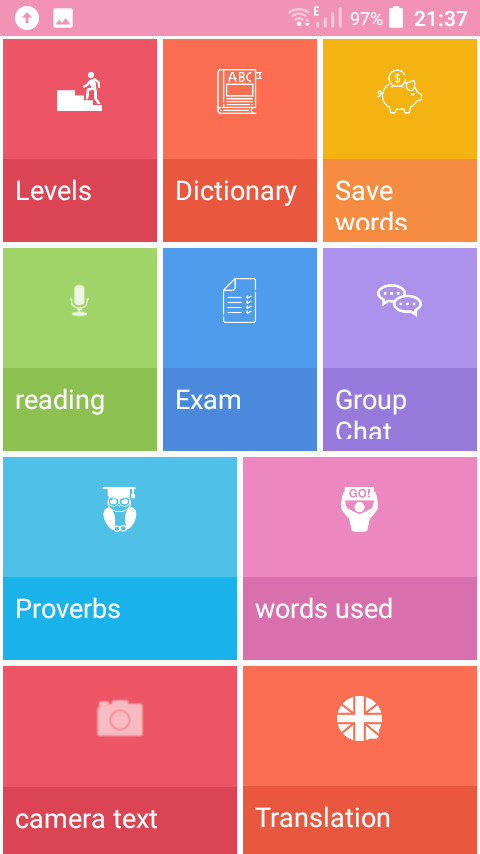 E 97% 21:37
ABC
$
Levels
Dictionary
Save
words
reading
Exam
Group
Chat
GO!
Proverbs
words used
camera text
Translation